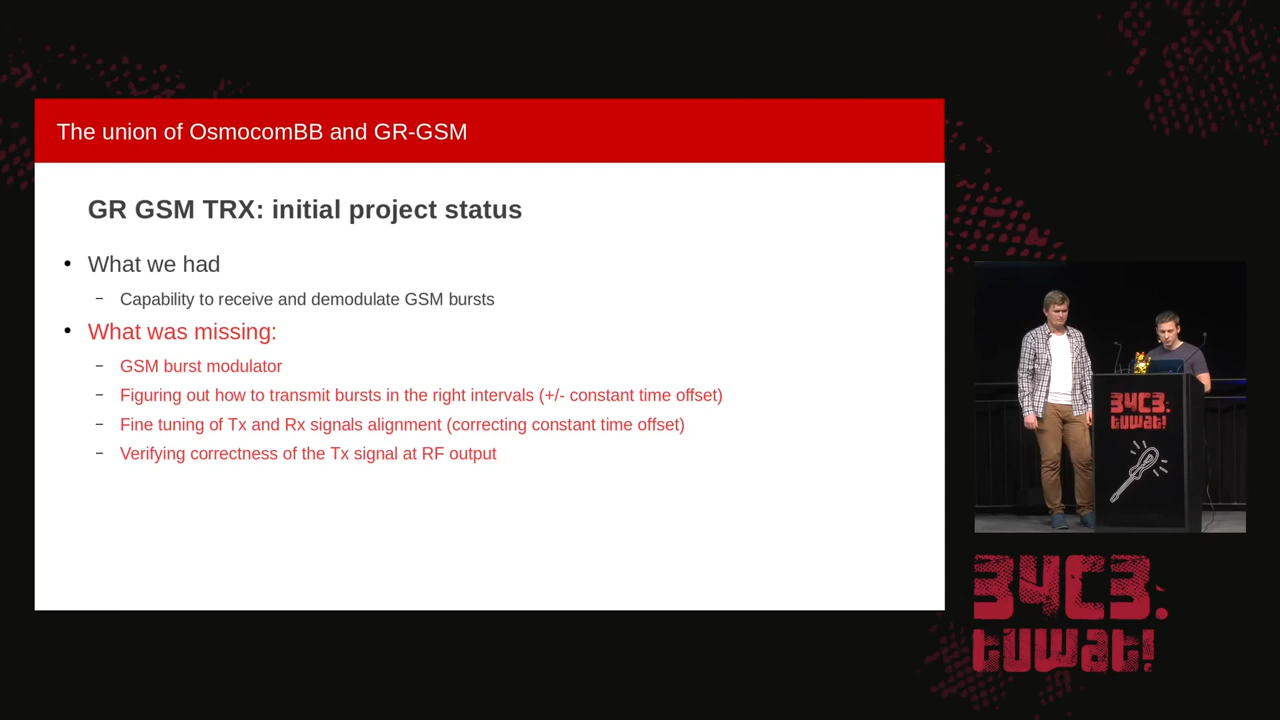 The union of OsmocomBB and GR-GSM
GR GSM TRX: initial project status
• What we had
– Capability to receive and demodulate GSM bursts
• What was missing:
– GSM burst modulator
– Figuring out how to transmit bursts in the right intervals (+/- constant time offset)
– Fine tuning of Tx and Rx signals alignment (correcting constant time offset)
– Verifying correctness of the Tx signal at RF output
34C3.
tuwat!
34C3.
tuwat!